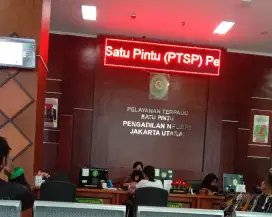 Satu Pintu (PTSP) Pe
PELAYANAN TERPADU
SATU PINTU
PENGADILAN NEGERI
JAKARTA UTARA